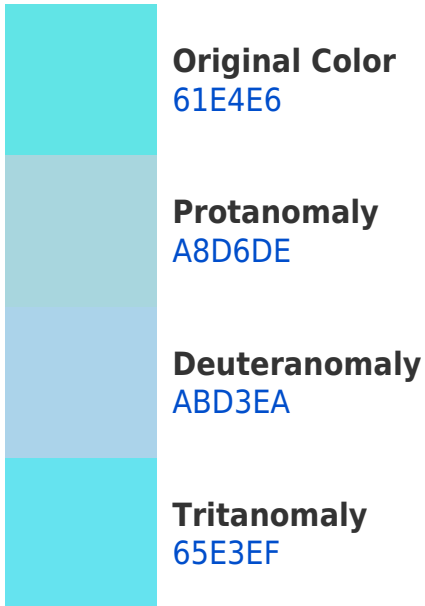 Original Color
61E4E6
Protanomaly
A8D6DE
Deuteranomaly
ABD3EA
Tritanomaly
65E3EF